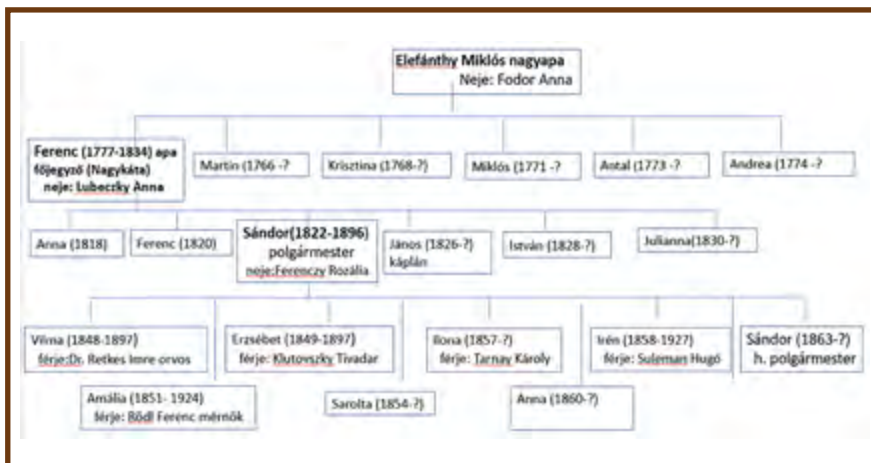 Elefánthy Miklós nagyapa
Neje: Fodor Anna
Ferenc (1777-1834) apa
főjegyző (Nagykáta)
neje: Lubeczky Anna
Martin (1766 -?
Krisztina (1768-?)
Miklós (1771 -?
Antal (1773 -?
Andrea (1774 -?
Anna (1818)
Ferenc (1820)
Sándor(1822-1896)
polgármester
neje:Ferenczy Rozália
János (1826-?)
káplán
István (1828-?)
Julianna(1830-?)
Vilma (1848-1897)
férje:Dr. Retkes Imre orvos
Erzsébet (1849-1897)
férje: Klutovszky Tivadar
Ilona (1857-?)
férje: Tarnay Károly
Irén (1858-1927)
férje: Suleman Hugó
Sándor (1863-?)
h. polgármester
Amália (1851- 1924)
férje: Rödl Ferenc mérnök
Sarolta (1854-?)
Anna (1860-?)